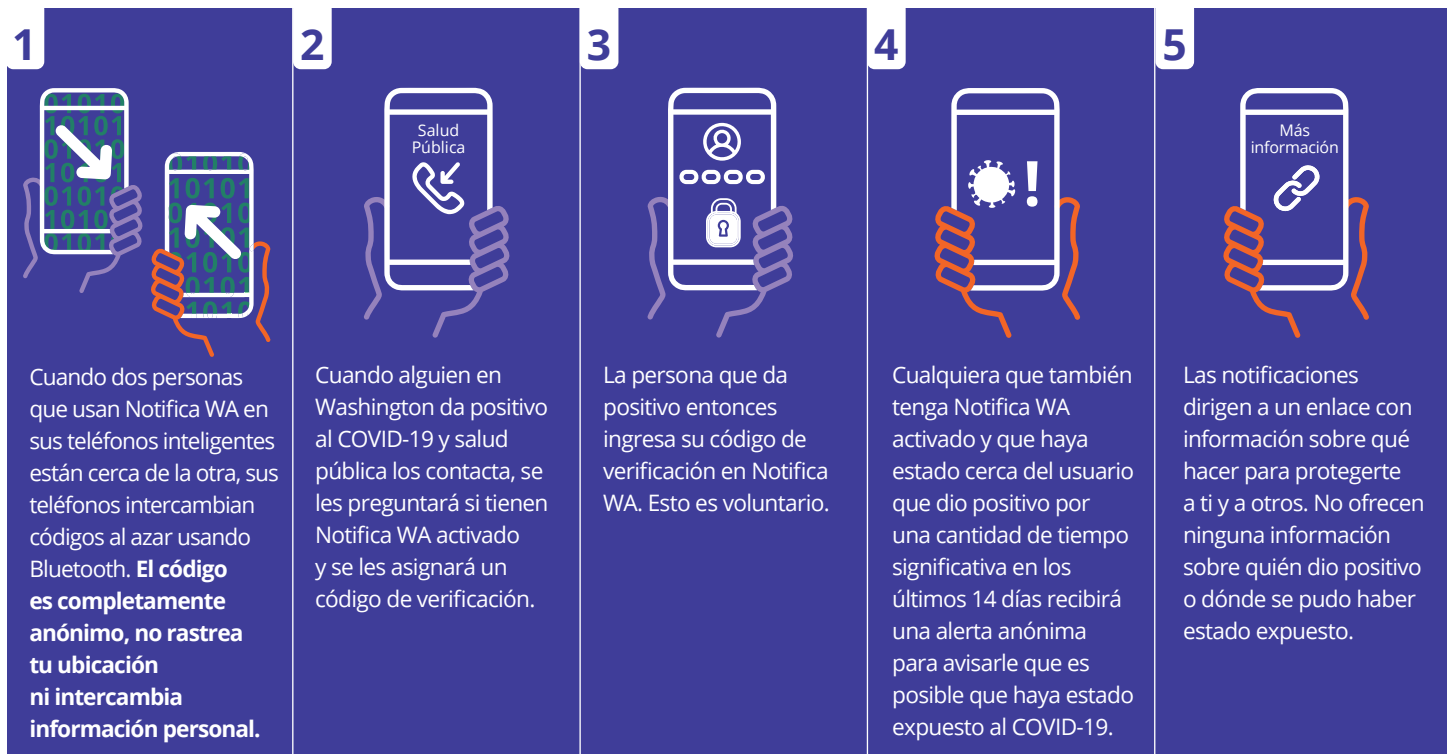 1
Cuando dos personas
que usan Notifica WA en
sus teléfonos inteligentes
están cerca de la otra, sus
teléfonos intercambian
códigos al azar usando
Bluetooth. El código
es completamente
anónimo, no rastrea
tu ubicación
ni intercambia
información personal.
2
Salud
Pública
Cuando alguien en
Washington da positivo
al COVID-19 y salud
pública los contacta, se
les preguntará si tienen
Notifica WA activado
y se les asignará un
código de verificación.
3
La persona que da
positivo entonces
ingresa su código de
verificación en Notifica
WA. Esto es voluntario.
4
!
Cualquiera que también
tenga Notifica WA
activado y que haya
estado cerca del usuario
que dio positivo por
una cantidad de tiempo
significativa en los
últimos 14 días recibirá
una alerta anónima
para avisarle que es
posible que haya estado
expuesto al COVID-19.
5
Más
información
Las notificaciones
dirigen a un enlace con
información sobre qué
hacer para protegerte
a ti y a otros. No ofrecen
ninguna información
sobre quién dio positivo
o dónde se pudo haber
estado expuesto.